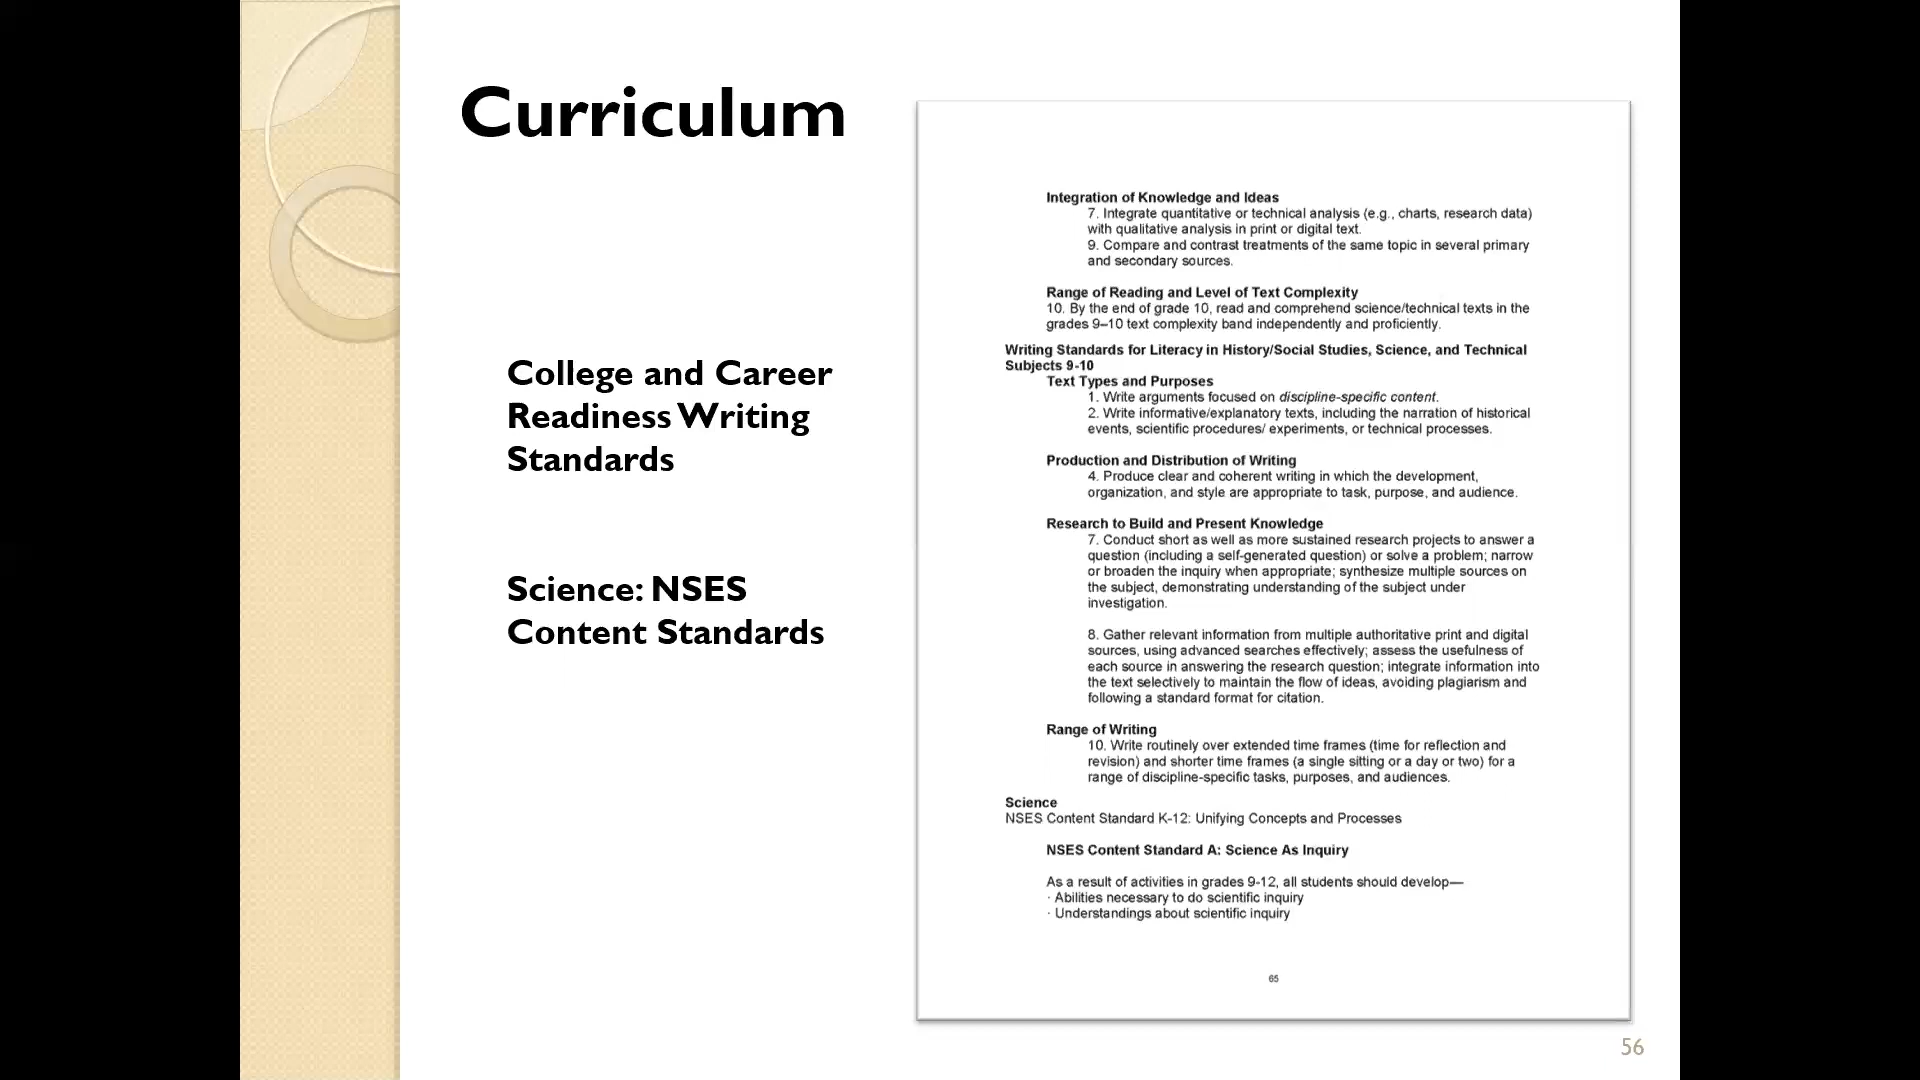 Curriculum
College and Career
Readiness Writing
Standards
Science: NSES
Content Standards
Integration of Knowledge and Ideas
7. Integrate quantitative or technical analysis (e.g., charts, research data)
with qualitative analysis in print or digital text.
9. Compare and contrast treatments of the same topic in several primary
and secondary sources.
Range of Reading and Level of Text Complexity
10. By the end of grade 10, read and comprehend science/technical texts in the
grades 9–10 text complexity band independently and proficiently.
Writing Standards for Literacy in History/Social Studies, Science, and Technical
Subjects 9-10
Text Types and Purposes
1. Write arguments focused on discipline-specific content.
2. Write informative/explanatory texts, including the narration of historical
events, scientific procedures/ experiments, or technical processes.
Production and Distribution of Writing
4. Produce clear and coherent writing in which the development,
organization, and style are appropriate to task, purpose, and audience.
Research to Build and Present Knowledge
7. Conduct short as well as more sustained research projects to answer a
question (including a self-generated question) or solve a problem; narrow
or broaden the inquiry when appropriate; synthesize multiple sources on
the subject, demonstrating understanding of the subject under
investigation.
8. Gather relevant information from multiple authoritative print and digital
sources, using advanced searches effectively; assess the usefulness of
each source in answering the research question; integrate information into
the text selectively to maintain the flow of ideas, avoiding plagiarism and
following a standard format for citation.
Range of Writing
10. Write routinely over extended time frames (time for reflection and
revision) and shorter time frames (a single sitting or a day or two) for a
range of discipline-specific tasks, purposes, and audiences.
Science
NSES Content Standard K-12: Unifying Concepts and Processes
NSES Content Standard A: Science As Inquiry
As a result of activities in grades 9-12, all students should develop—
· Abilities necessary to do scientific inquiry
· Understandings about scientific inquiry
65
56